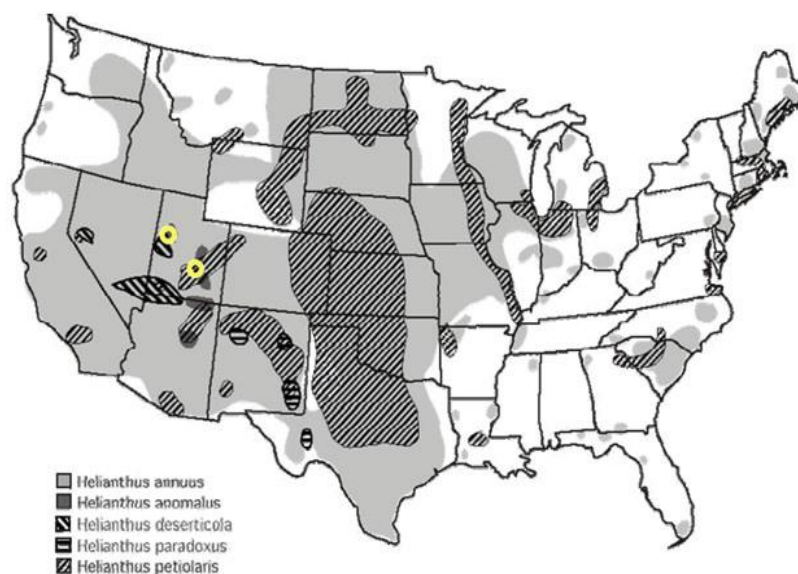 Helianthus annuus
Helianthus anomalus
Helianthus deserticola
Helianthus paradoxus
Helianthus petiolaris